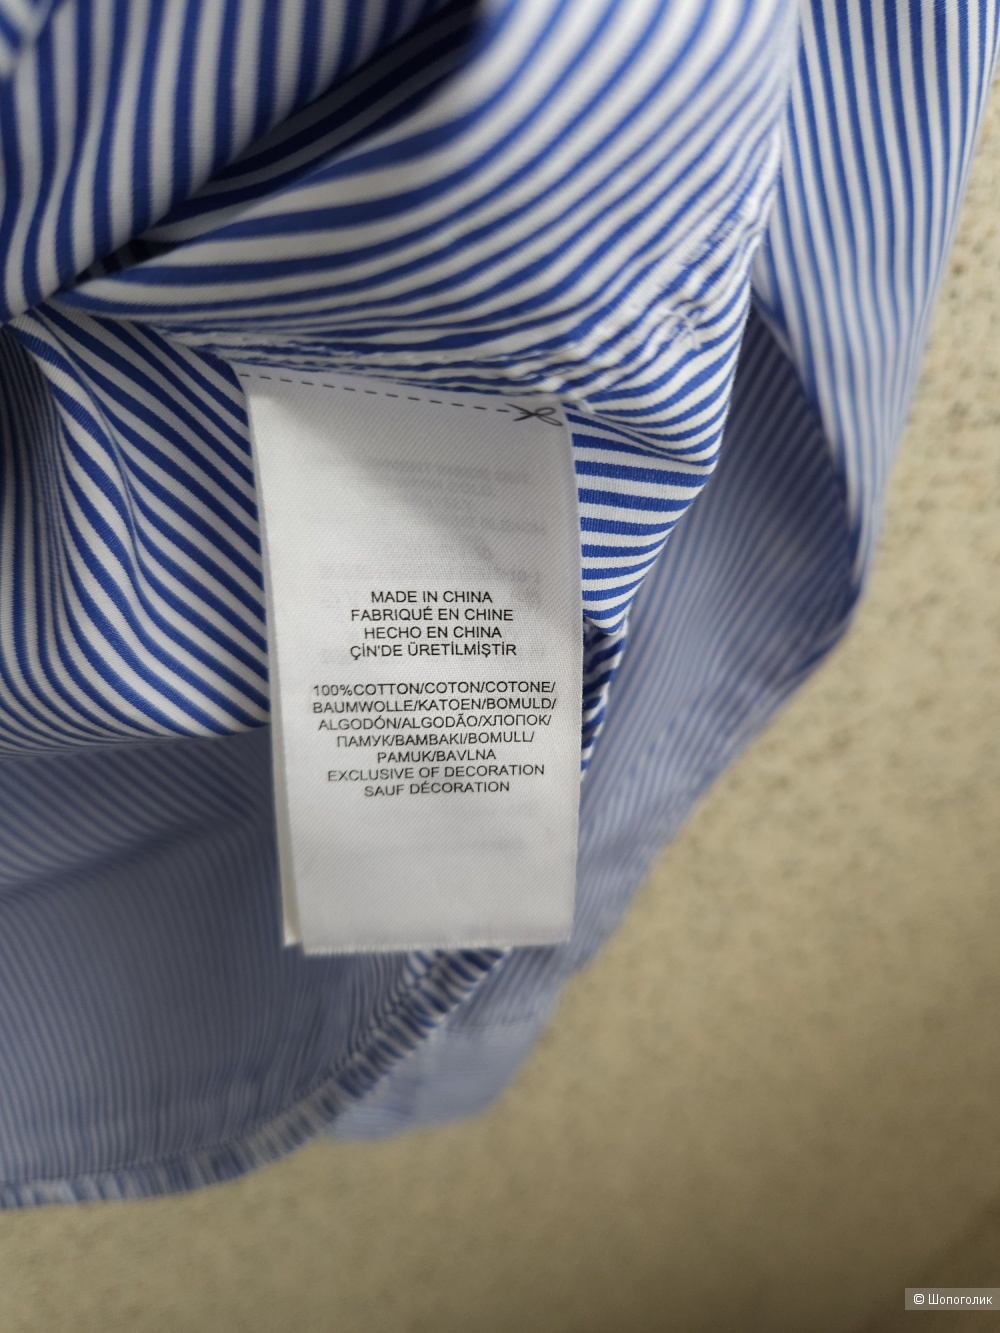 MADE IN CHINA
FABRIQUÉ EN CHINE
HECHO EN CHINA
ÇİN'DE ÜRETİLMİŞTİR
100%COTTON/COTON/COTONE/
BAUMWOLLE/KATOEN/BOMULD/
ALGODÓN/ALGODÃO/ХЛОПОК/
ПАМУК/BAMBAKI/BOMULL/
PAMUK/BAVLNA
EXCLUSIVE OF DECORATION
SAUF DÉCORATION
© Шопоголик